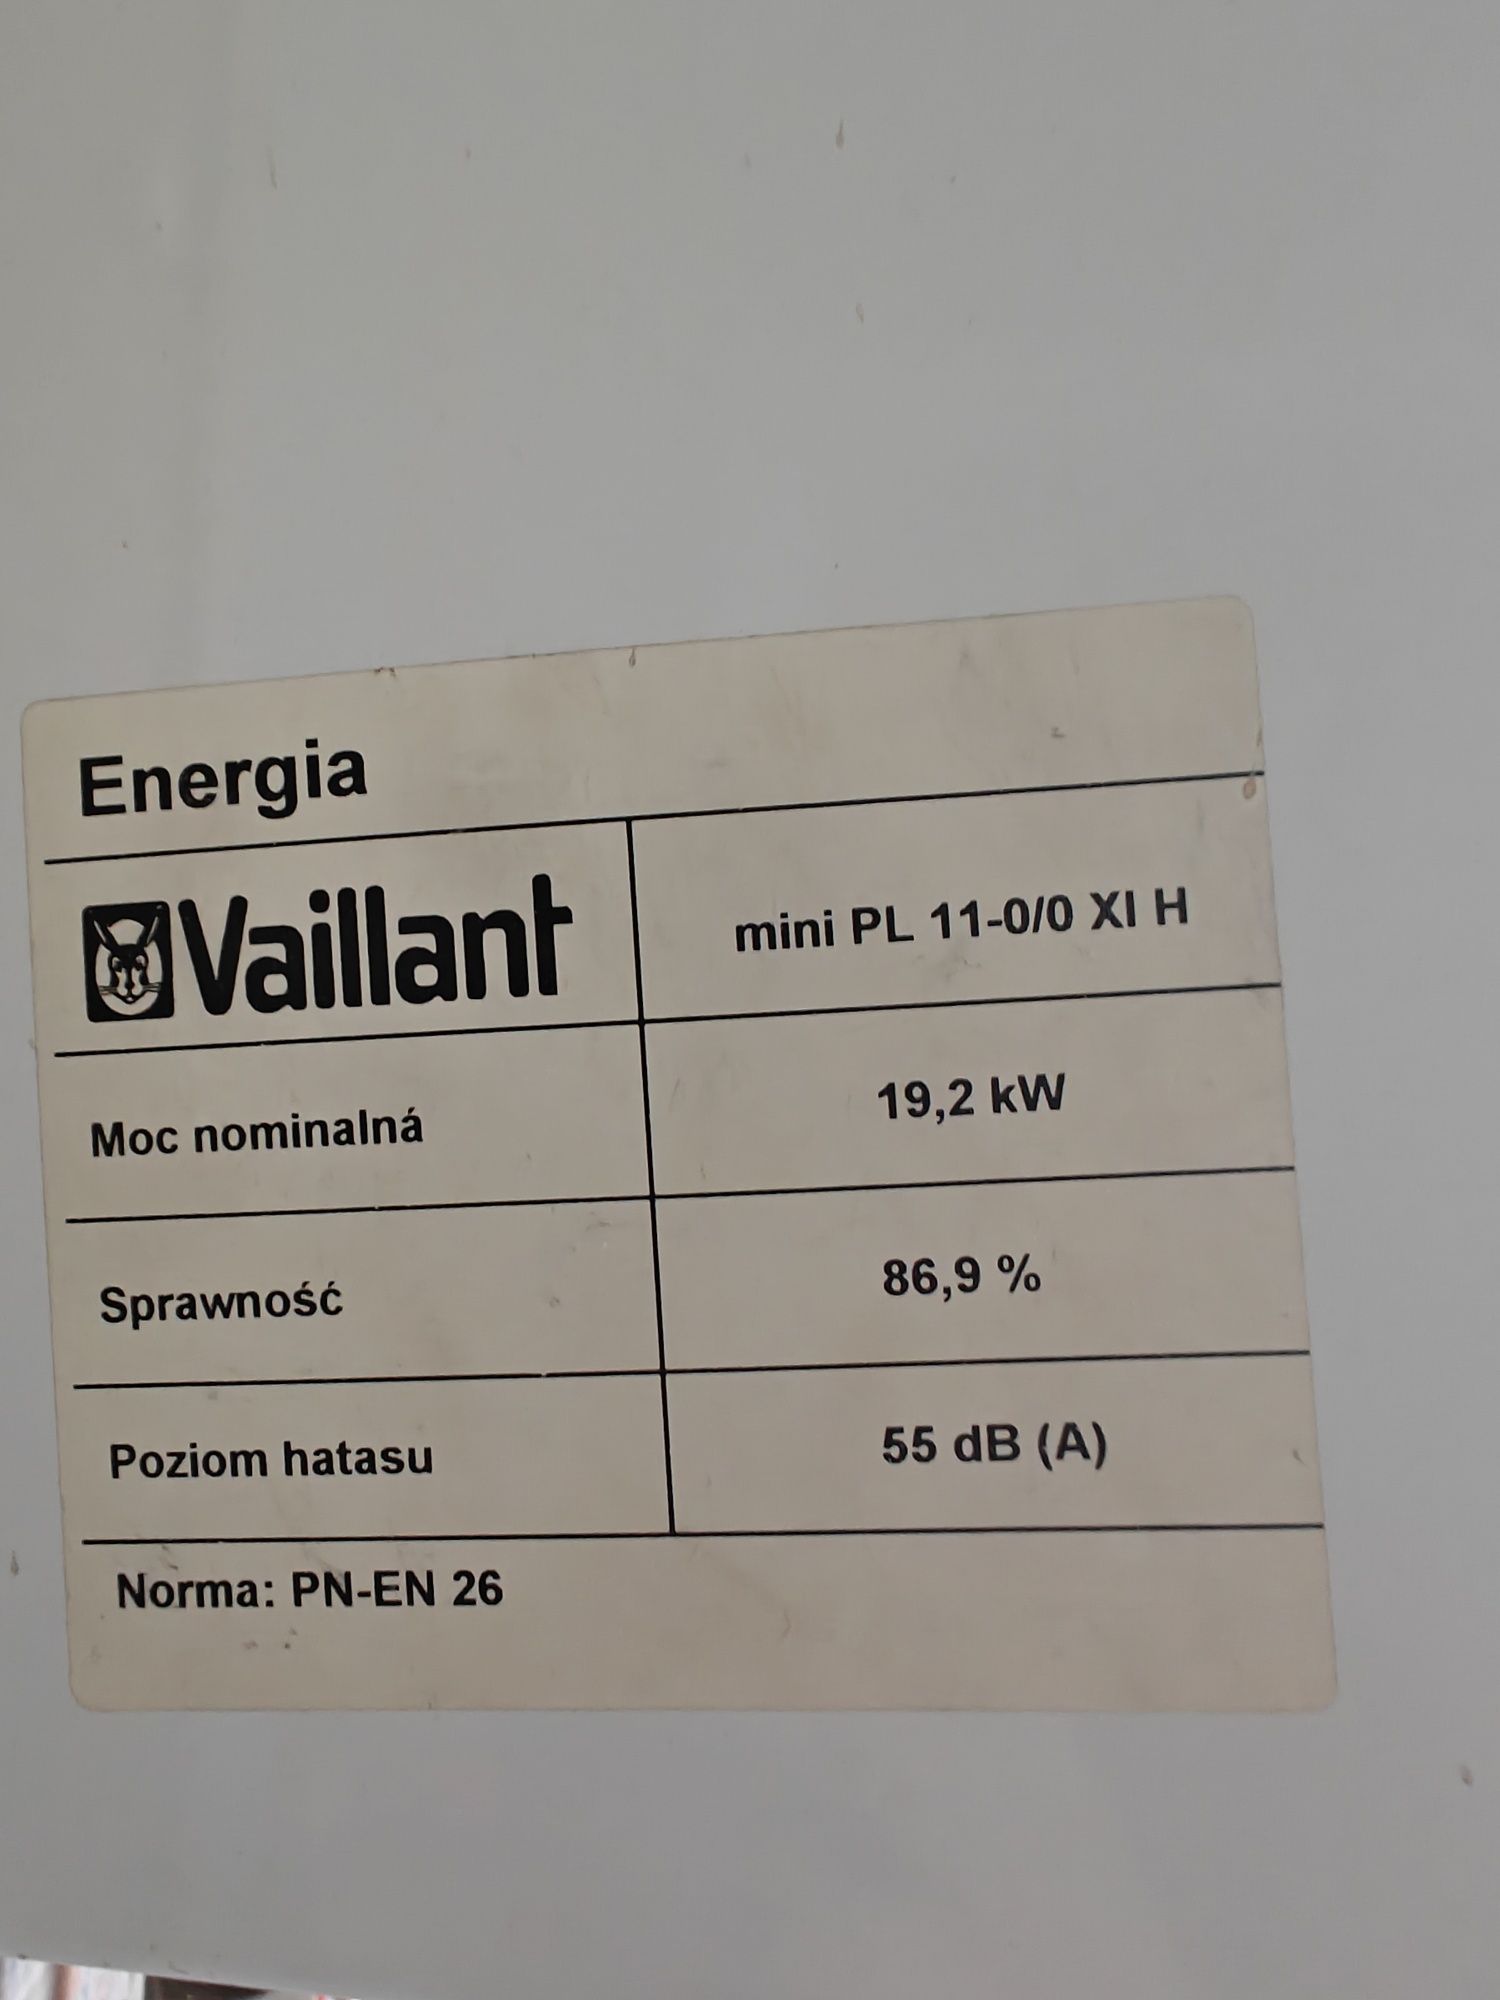 Energia
Vaillant
mini PL 11-0/0 XI H
Moc nominalná
19,2 kW
Sprawność
86,9 %
Poziom hatasu
55 dB (A)
Norma: PN-EN 26